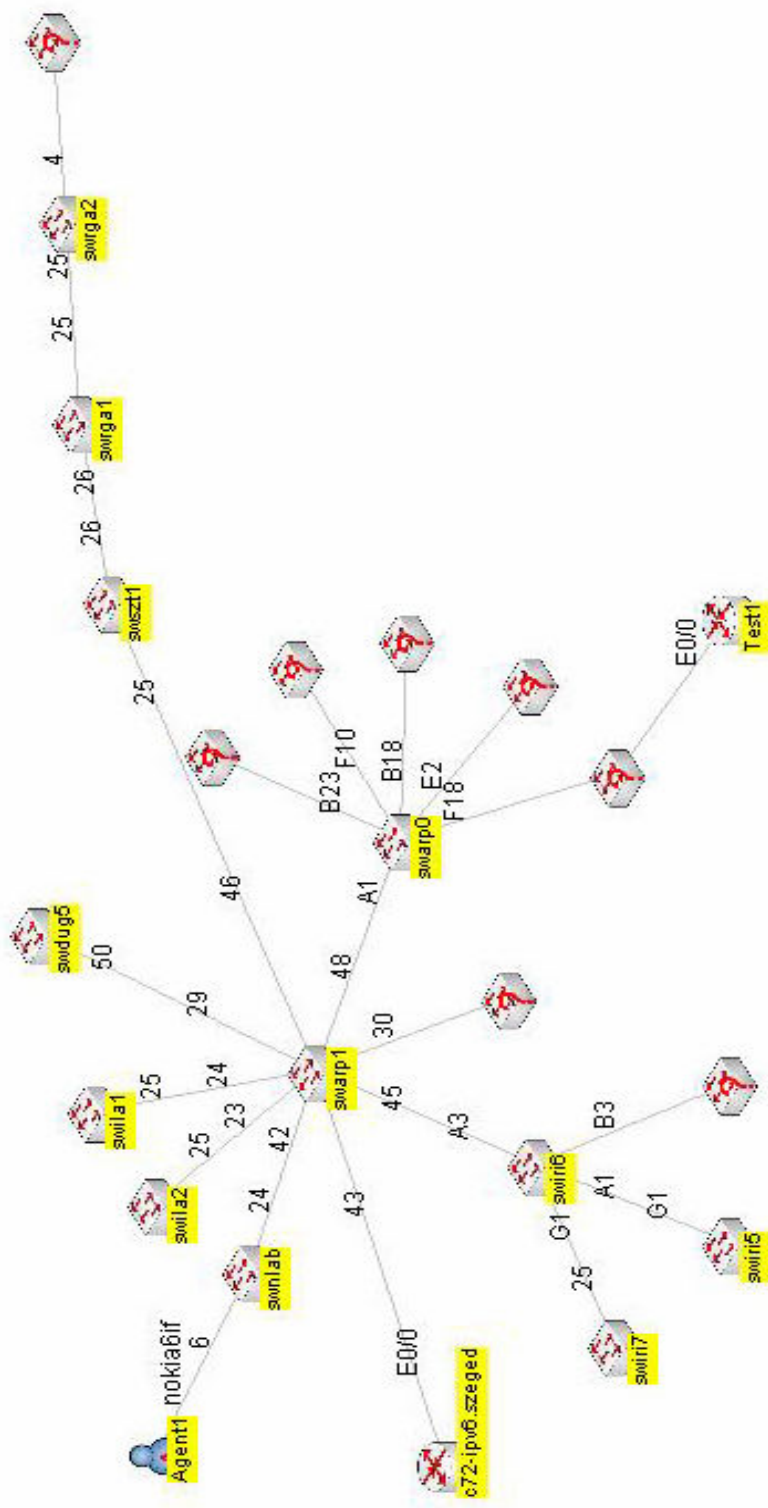 4
swrga2
25
25
swrga1
26
26
swszt1
25
46
B23
F10
B18
E2
F18
swarp0
A1
48
E0/0
Test1
swdug5
50
29
swila1
25
24
swila2
25
23
swnlab
24
42
swarp1
30
45
A3
swiri6
B3
A1
G1
swiri5
G1
25
swiri7
43
E0/0
c72-ipv6.szeged
nokia6if
6
Agent1